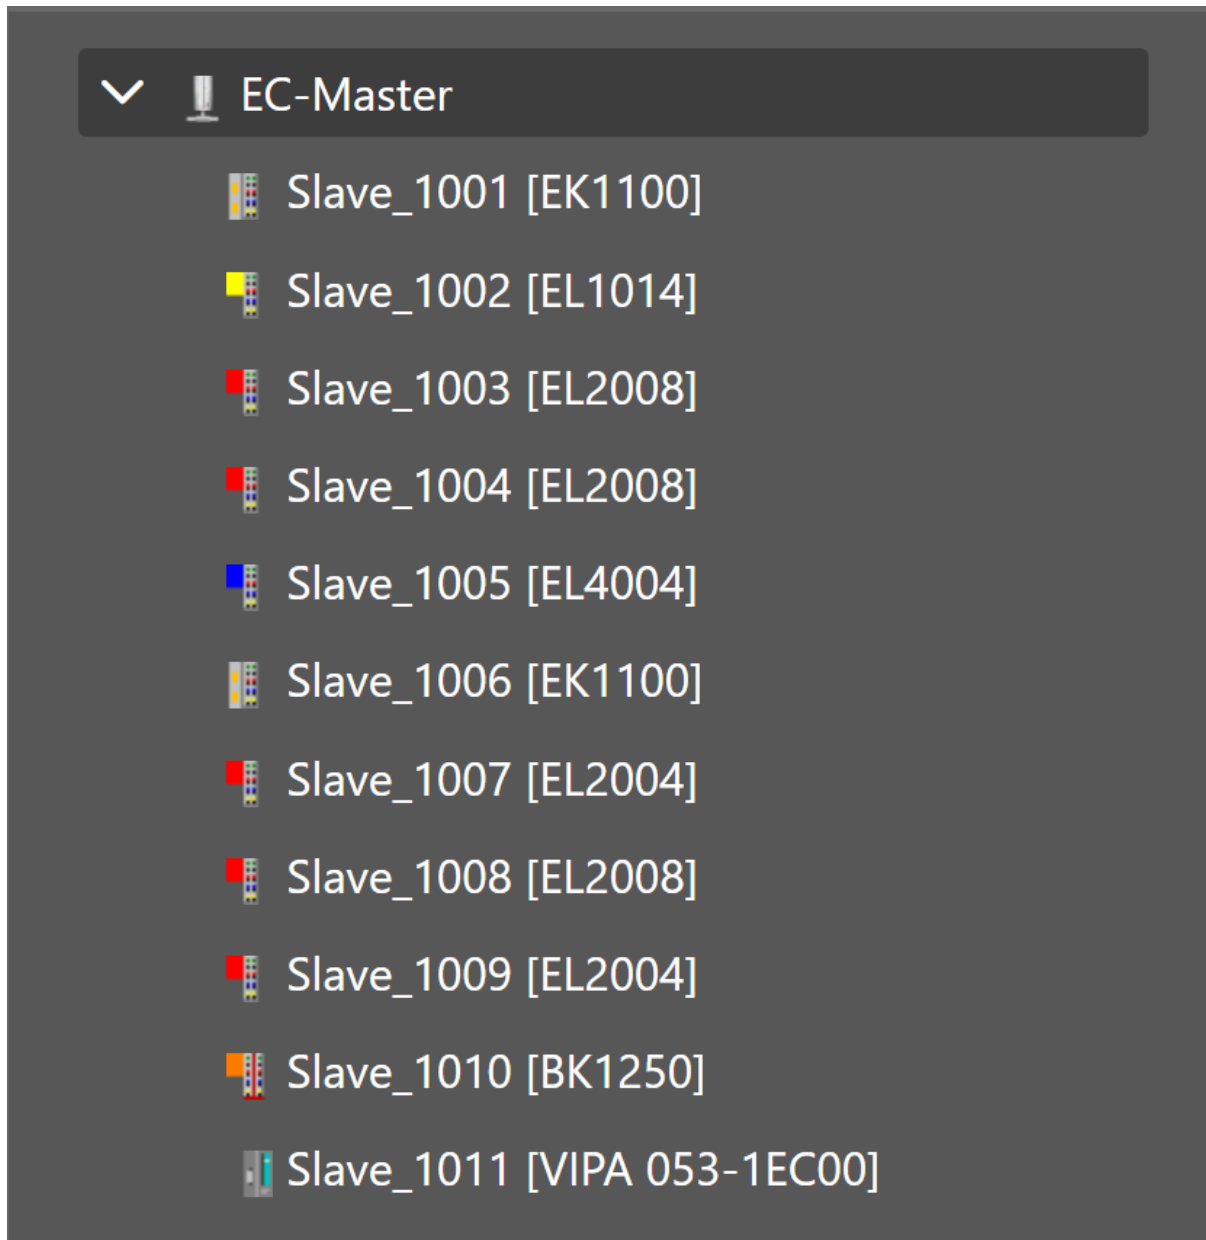 EC-Master
Slave_1001 [EK1100]
Slave_1002 [EL1014]
Slave_1003 [EL2008]
Slave_1004 [EL2008]
Slave_1005 [EL4004]
Slave_1006 [EK1100]
Slave_1007 [EL2004]
Slave_1008 [EL2008]
Slave_1009 [EL2004]
Slave_1010 [BK1250]
Slave_1011 [VIPA 053-1EC00]